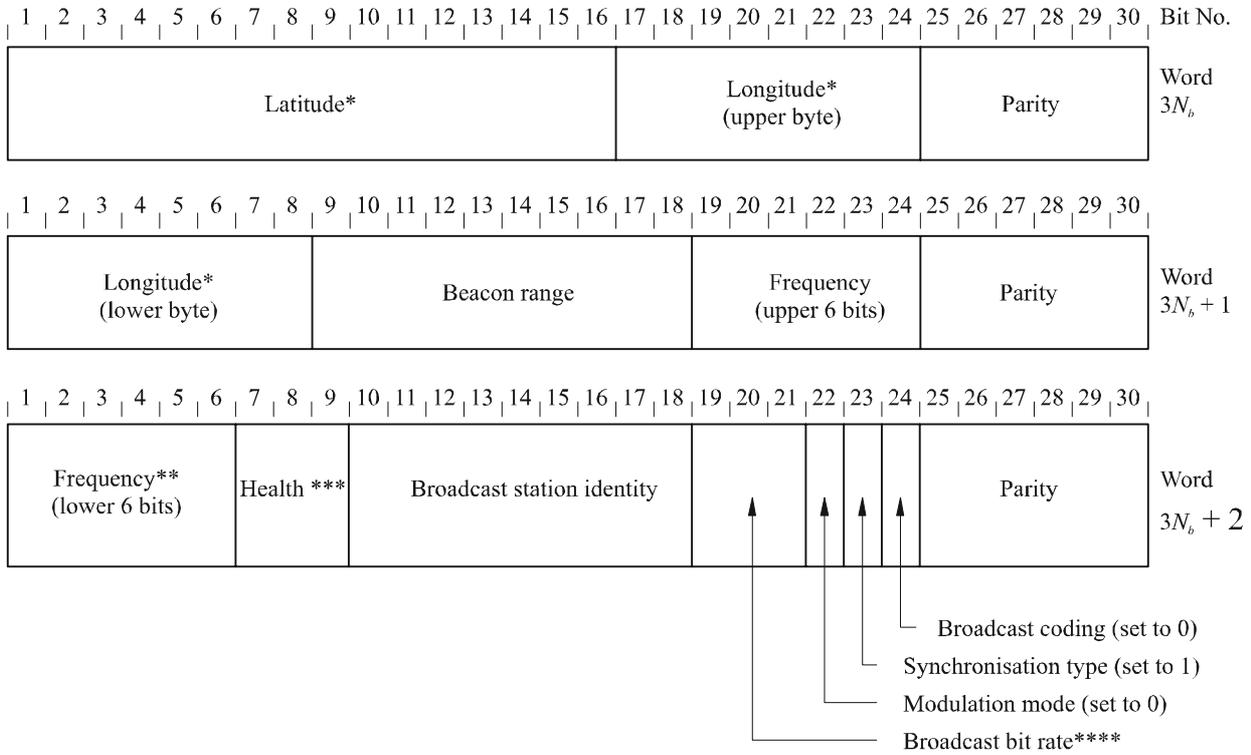 1 2 3 4 5 6 7 8 9 10 11 12 13 14 15 16 17 18 19 20 21 22 23 24 25 26 27 28 29 30 Bit No.
Latitude*
Longitude*
(upper byte)
Parity
Word
3N_b
1 2 3 4 5 6 7 8 9 10 11 12 13 14 15 16 17 18 19 20 21 22 23 24 25 26 27 28 29 30
Longitude*
(lower byte)
Beacon range
Frequency
(upper 6 bits)
Parity
Word
3N_b + 1
1 2 3 4 5 6 7 8 9 10 11 12 13 14 15 16 17 18 19 20 21 22 23 24 25 26 27 28 29 30
Frequency**
(lower 6 bits)
Health ***
Broadcast station identity
Parity
Word
3N_b + 2
Broadcast coding (set to 0)
Synchronisation type (set to 1)
Modulation mode (set to 0)
Broadcast bit rate****